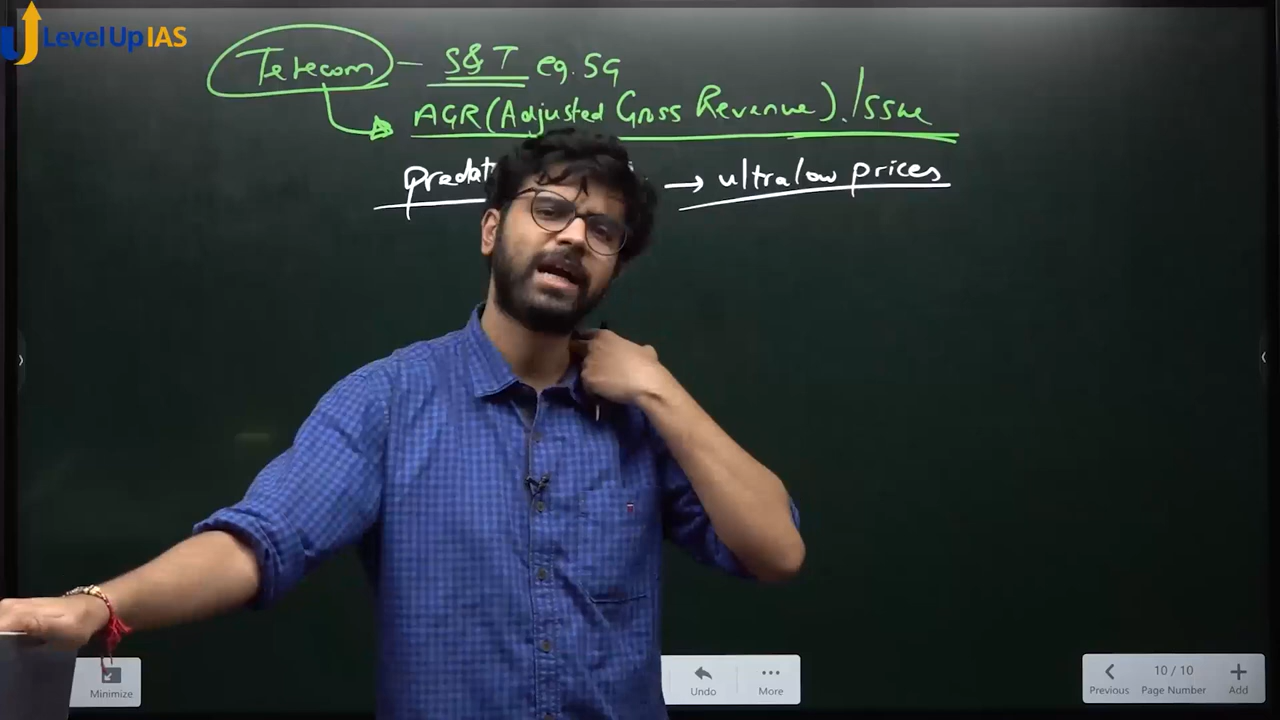 Level Up IAS
Telecom – S&T eg. 5G
AGR (Adjusted Gross Revenue). Issue
→ ultralow prices
Minimize
Undo
More
Previous
10 / 10
Page Number
Add